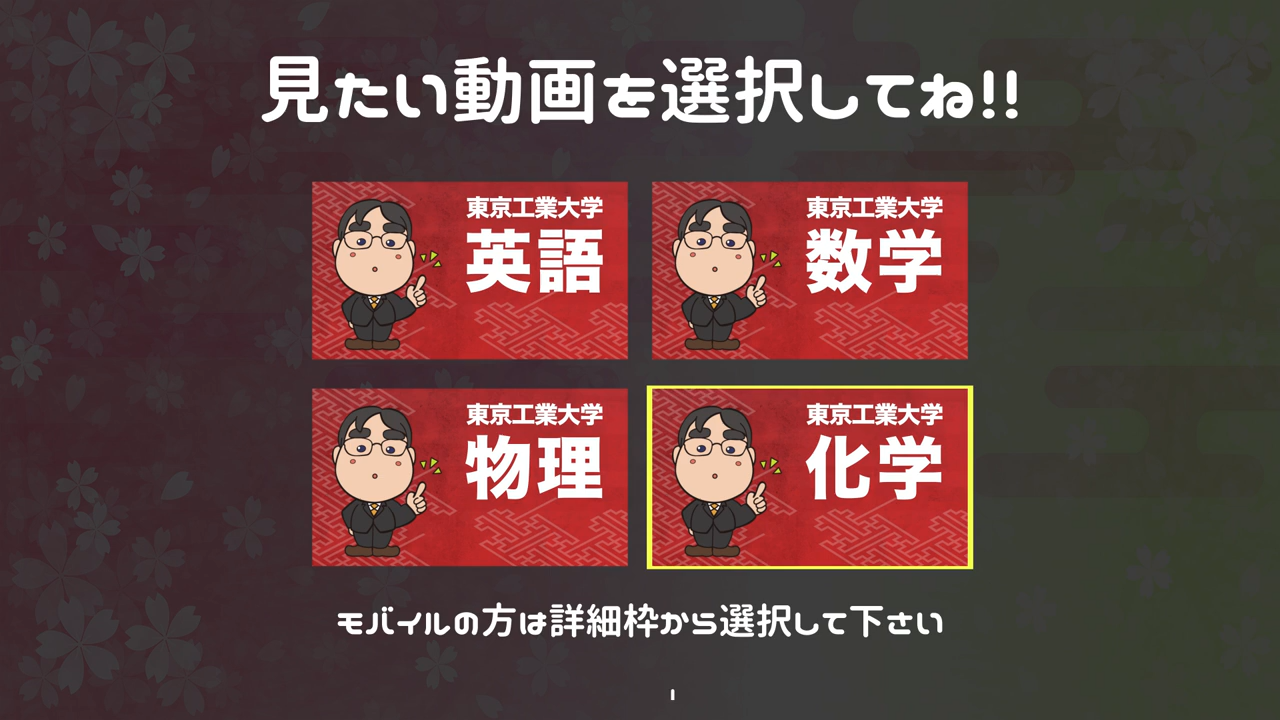 見たい動画を選択してね!!
東京工業大学
英語
東京工業大学
数学
東京工業大学
物理
東京工業大学
化学
モバイルの方は詳細枠から選択して下さい
1